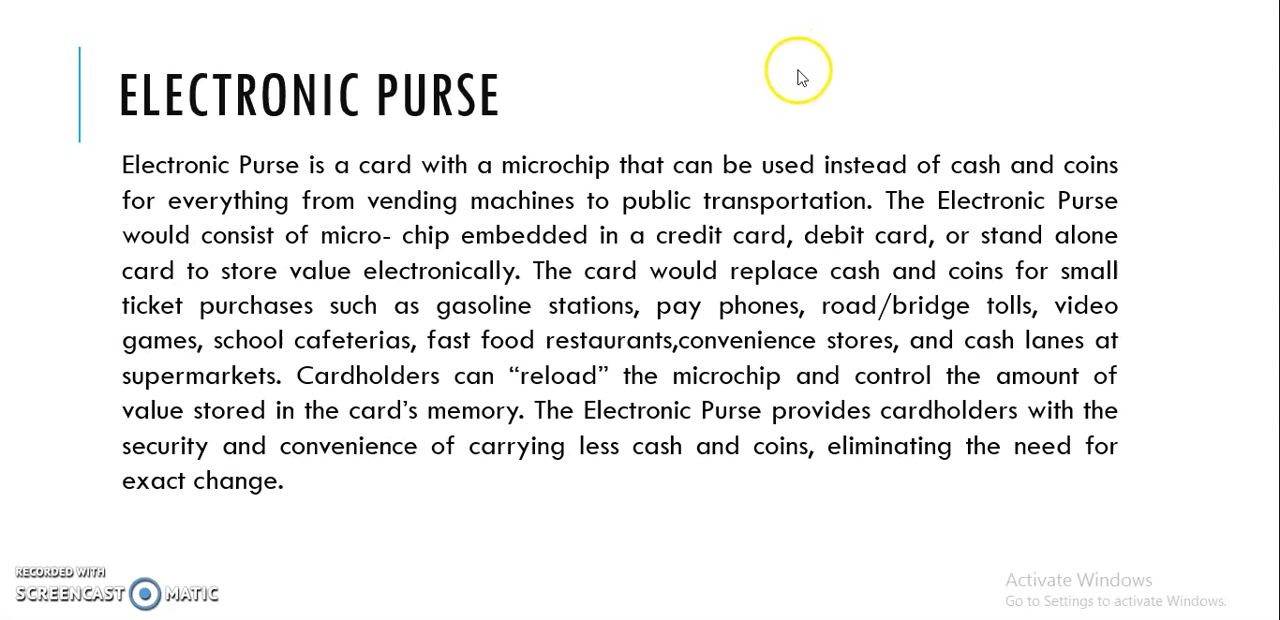 ELECTRONIC PURSE
Electronic Purse is a card with a microchip that can be used instead of cash and coins
for everything from vending machines to public transportation. The Electronic Purse
would consist of micro- chip embedded in a credit card, debit card, or stand alone
card to store value electronically. The card would replace cash and coins for small
ticket purchases such as gasoline stations, pay phones, road/bridge tolls, video
games, school cafeterias, fast food restaurants,convenience stores, and cash lanes at
supermarkets. Cardholders can “reload” the microchip and control the amount of
value stored in the card’s memory. The Electronic Purse provides cardholders with the
security and convenience of carrying less cash and coins, eliminating the need for
exact change.
RECORDED WITH
SCREENCAST MATIC
Activate Windows
Go to Settings to activate Windows.